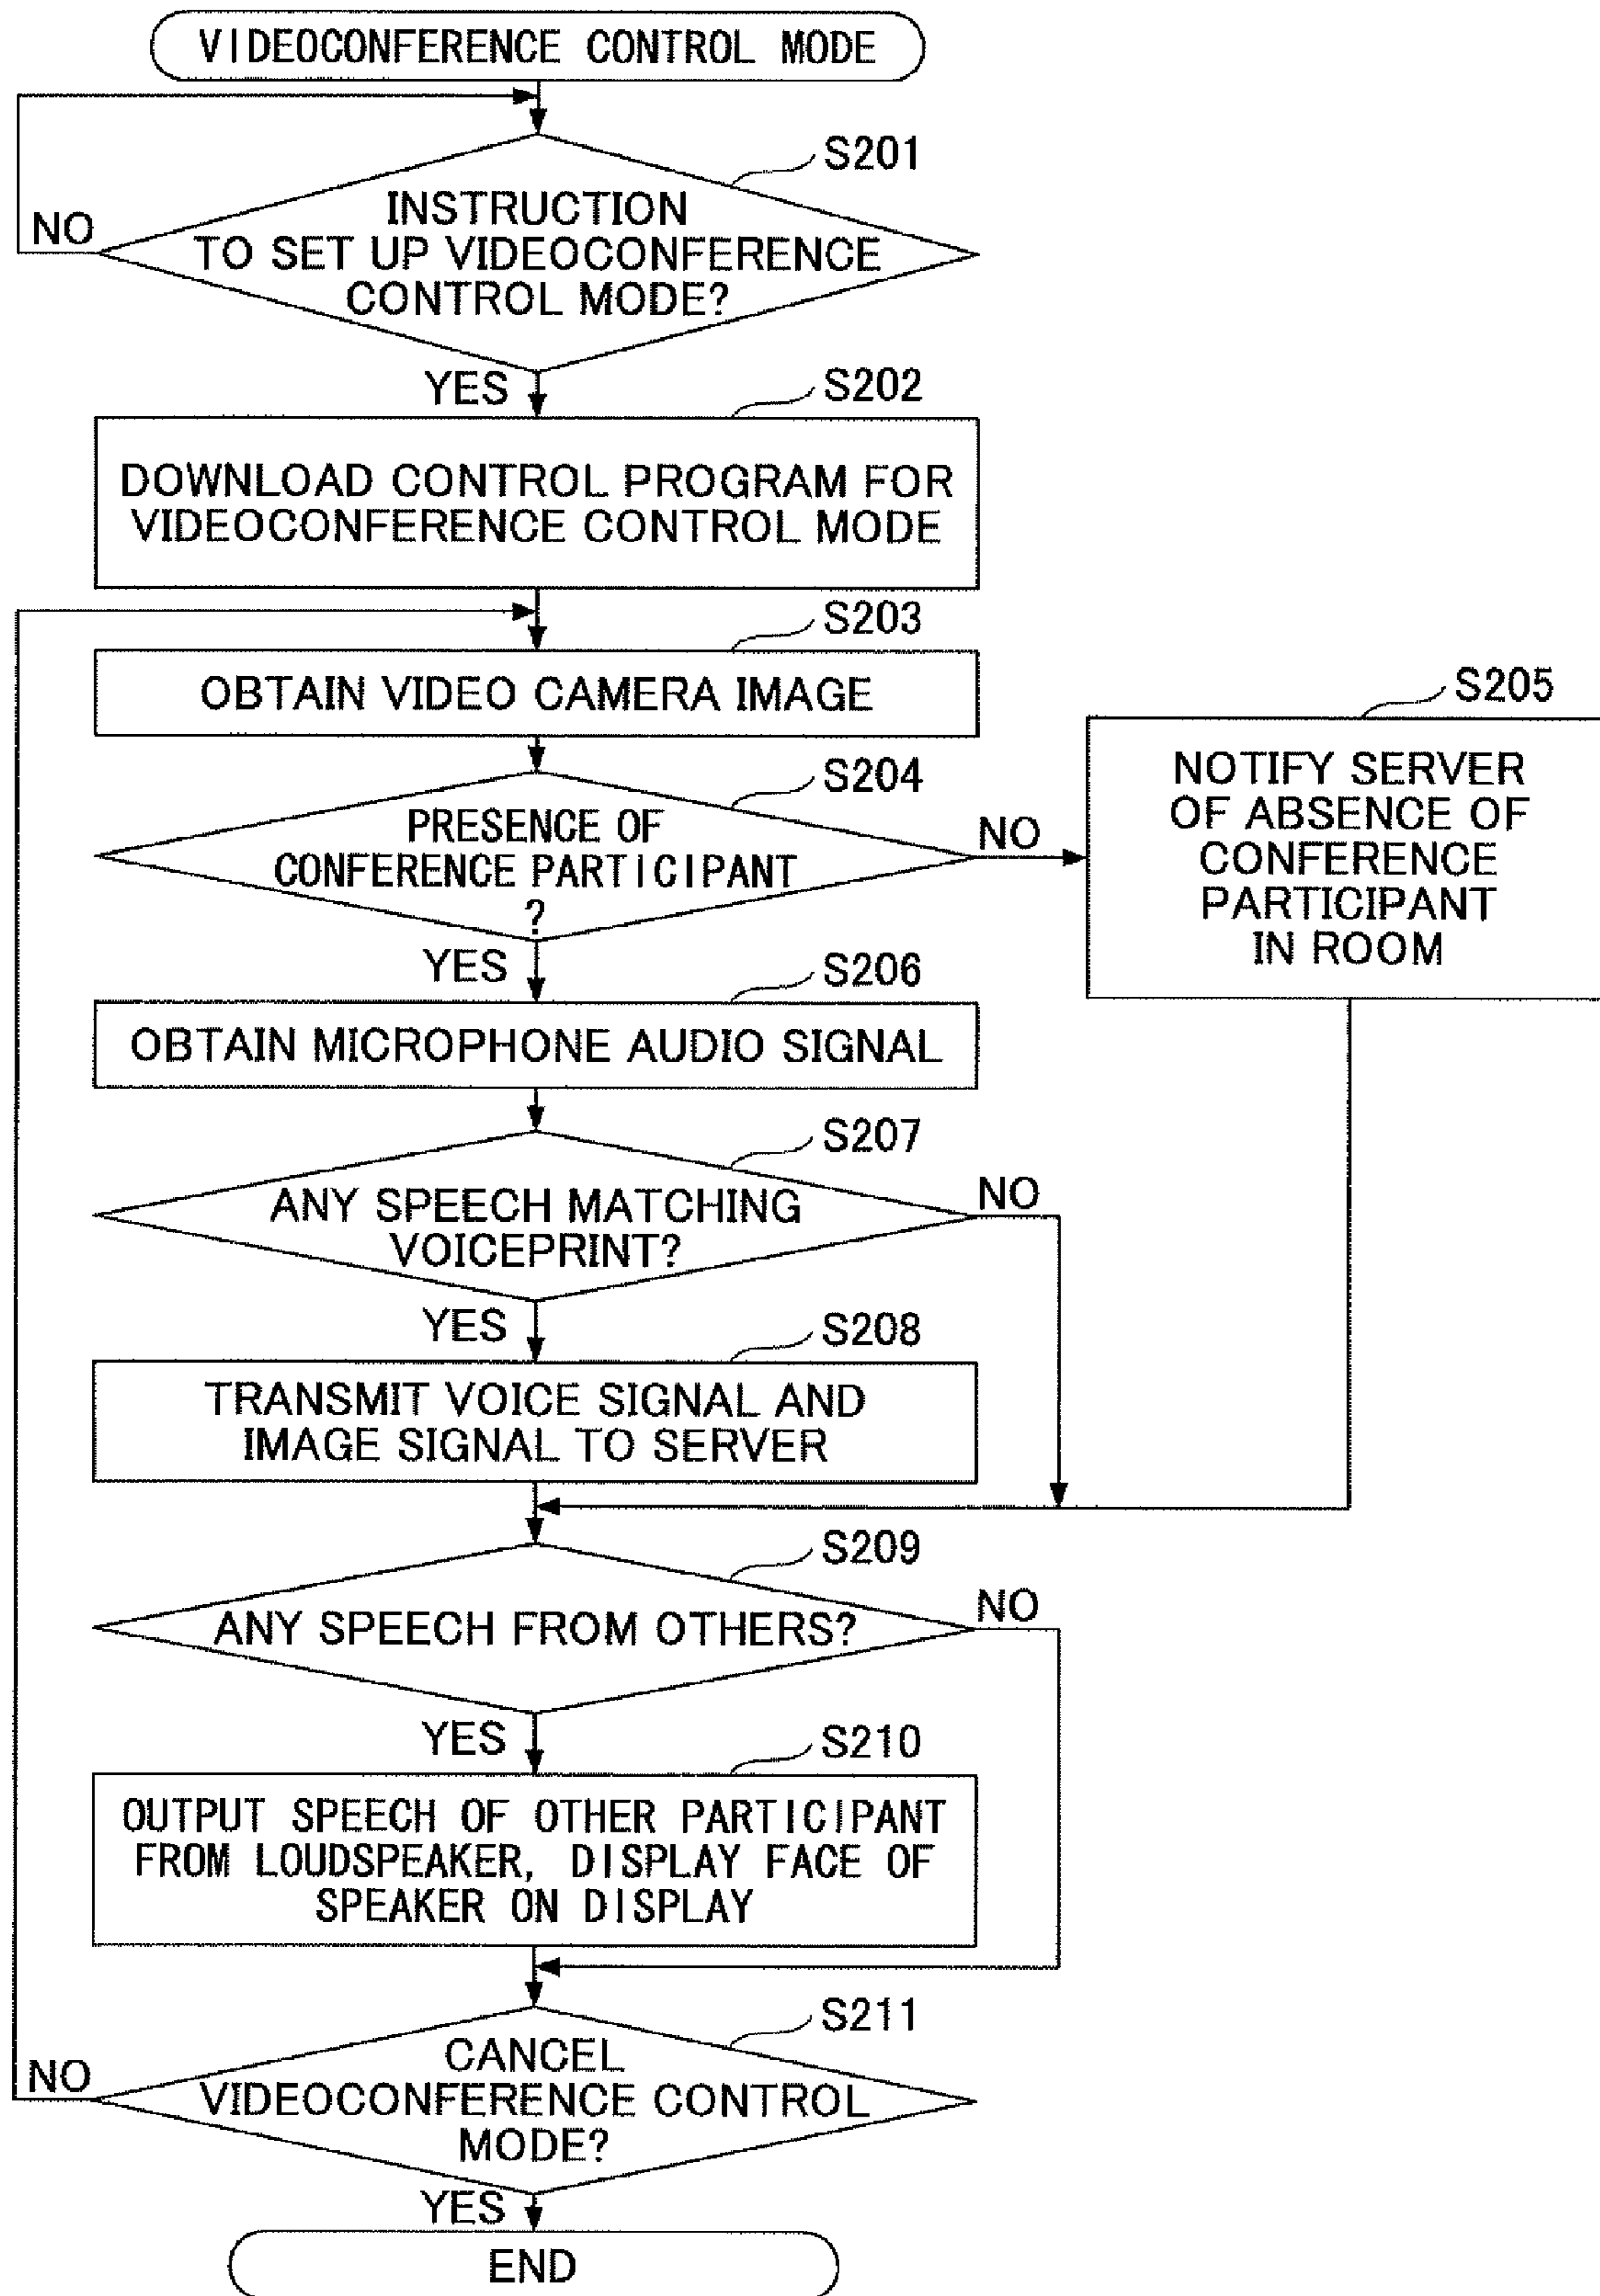 VIDEOCONFERENCE CONTROL MODE
S201
INSTRUCTION
TO SET UP VIDEOCONFERENCE
CONTROL MODE?
NO
YES
S202
DOWNLOAD CONTROL PROGRAM FOR
VIDEOCONFERENCE CONTROL MODE
S203
OBTAIN VIDEO CAMERA IMAGE
S204
PRESENCE OF
CONFERENCE PARTICIPANT
?
NO
S205
NOTIFY SERVER
OF ABSENCE OF
CONFERENCE
PARTICIPANT
IN ROOM
YES
S206
OBTAIN MICROPHONE AUDIO SIGNAL
S207
ANY SPEECH MATCHING
VOICEPRINT?
NO
YES
S208
TRANSMIT VOICE SIGNAL AND
IMAGE SIGNAL TO SERVER
S209
ANY SPEECH FROM OTHERS?
NO
YES
S210
OUTPUT SPEECH OF OTHER PARTICIPANT
FROM LOUDSPEAKER, DISPLAY FACE OF
SPEAKER ON DISPLAY
S211
CANCEL
VIDEOCONFERENCE CONTROL
MODE?
NO
YES
END